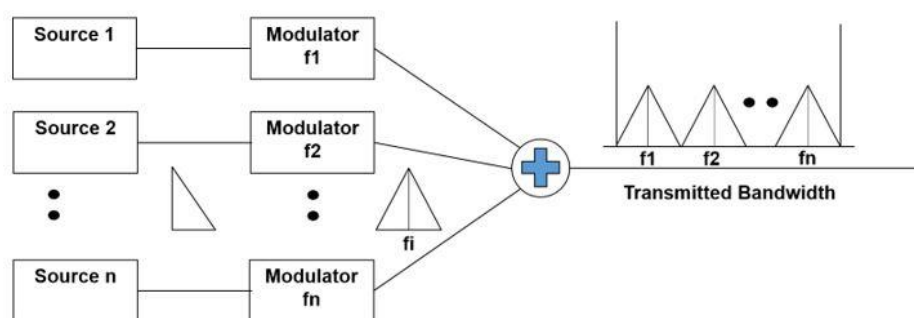 Source 1
Modulator
f1
Source 2
Modulator
f2
f1
f2
fn
Transmitted Bandwidth
fi
Source n
Modulator
fn